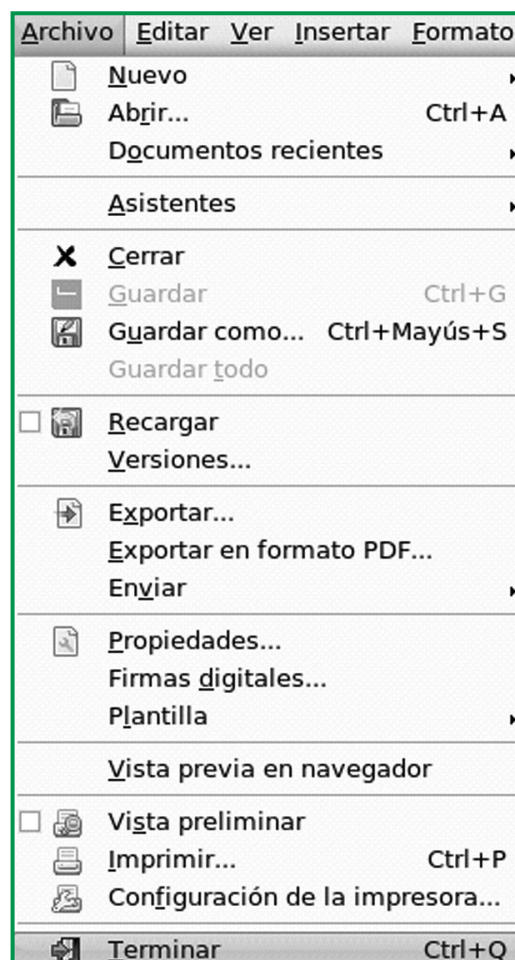 Archivo Editar Ver Insertar Formato
Nuevo
Abrir... Ctrl+A
Documentos recientes
Asistentes
Cerrar
Guardar Ctrl+G
Guardar como... Ctrl+Mayús+S
Guardar todo
Recargar
Versiones...
Exportar...
Exportar en formato PDF...
Enviar
Propiedades...
Firmas digitales...
Plantilla
Vista previa en navegador
Vista preliminar
Imprimir... Ctrl+P
Configuración de la impresora...
Terminar Ctrl+Q